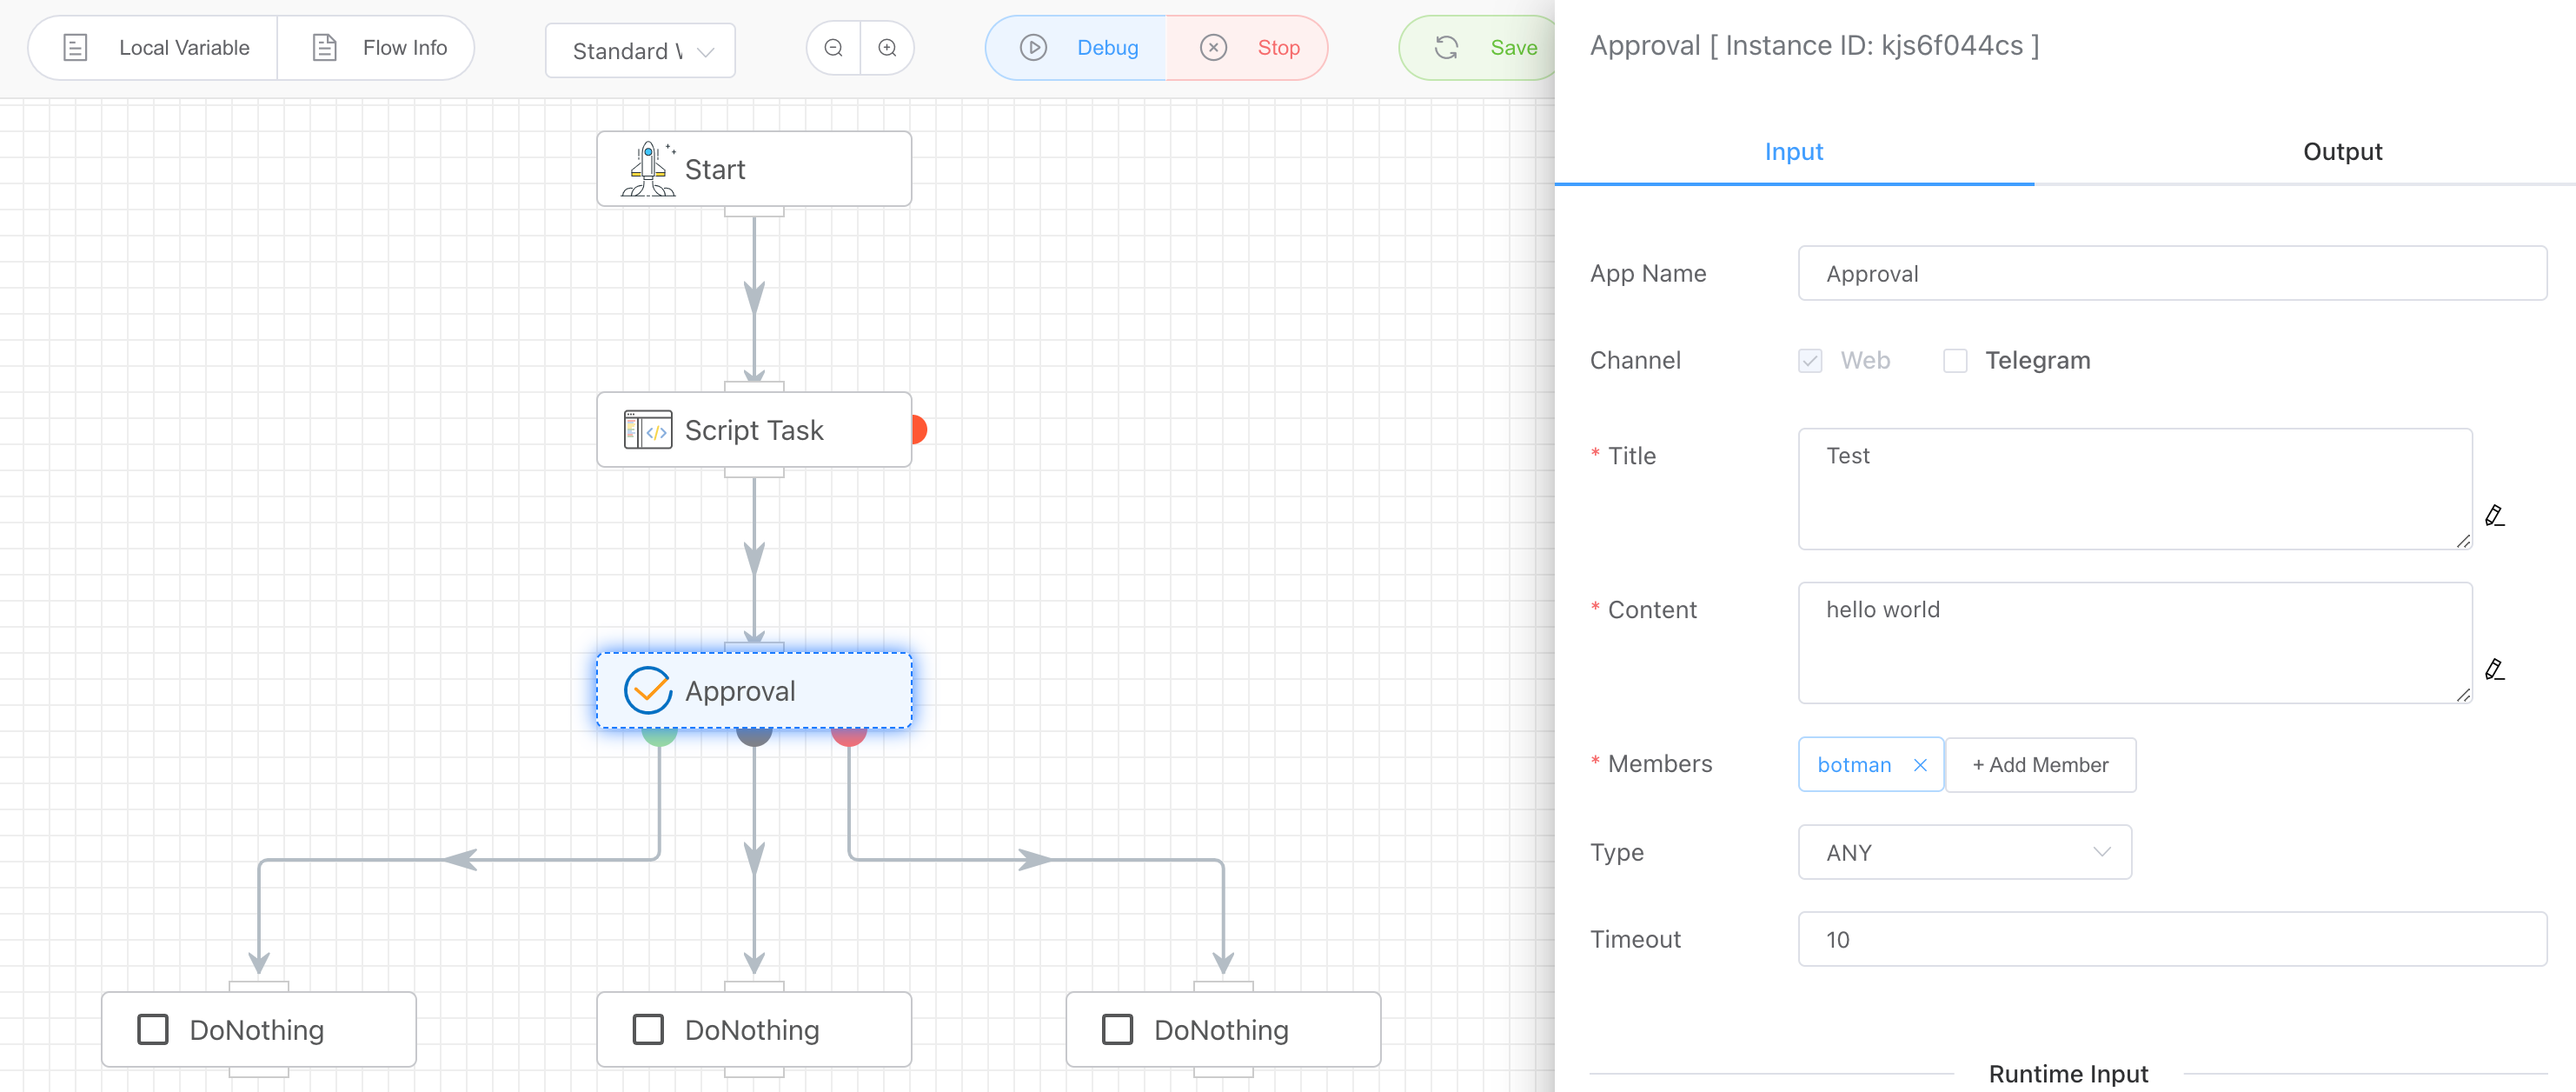 Local Variable
Flow Info
Standard
Debug
Stop
Save
Start
Script Task
Approval
DoNothing
DoNothing
DoNothing
Approval [ Instance ID: kjs6f044cs ]
Input
Output
App Name
Approval
Channel
Web
Telegram
* Title
Test
* Content
hello world
* Members
botman
+ Add Member
Type
ANY
Timeout
10
Runtime Input